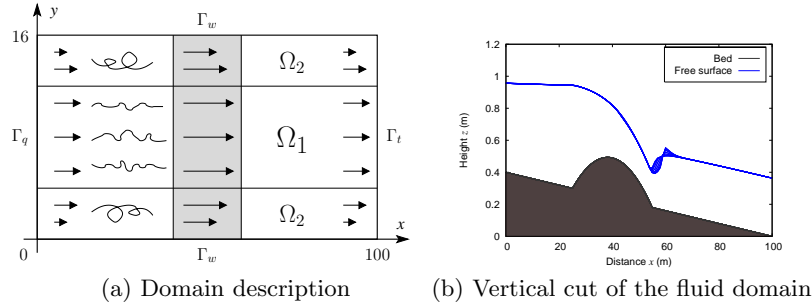 y
16
Γw
Ω2
Γq
Ω1
Γt
Ω2
x
0
Γw
100
(a) Domain description
1.2
1
0.8
0.6
0.4
0.2
0
Height z (m)
Bed
Free surface
0 20 40 60 80 100
Distance x (m)
(b) Vertical cut of the fluid domain